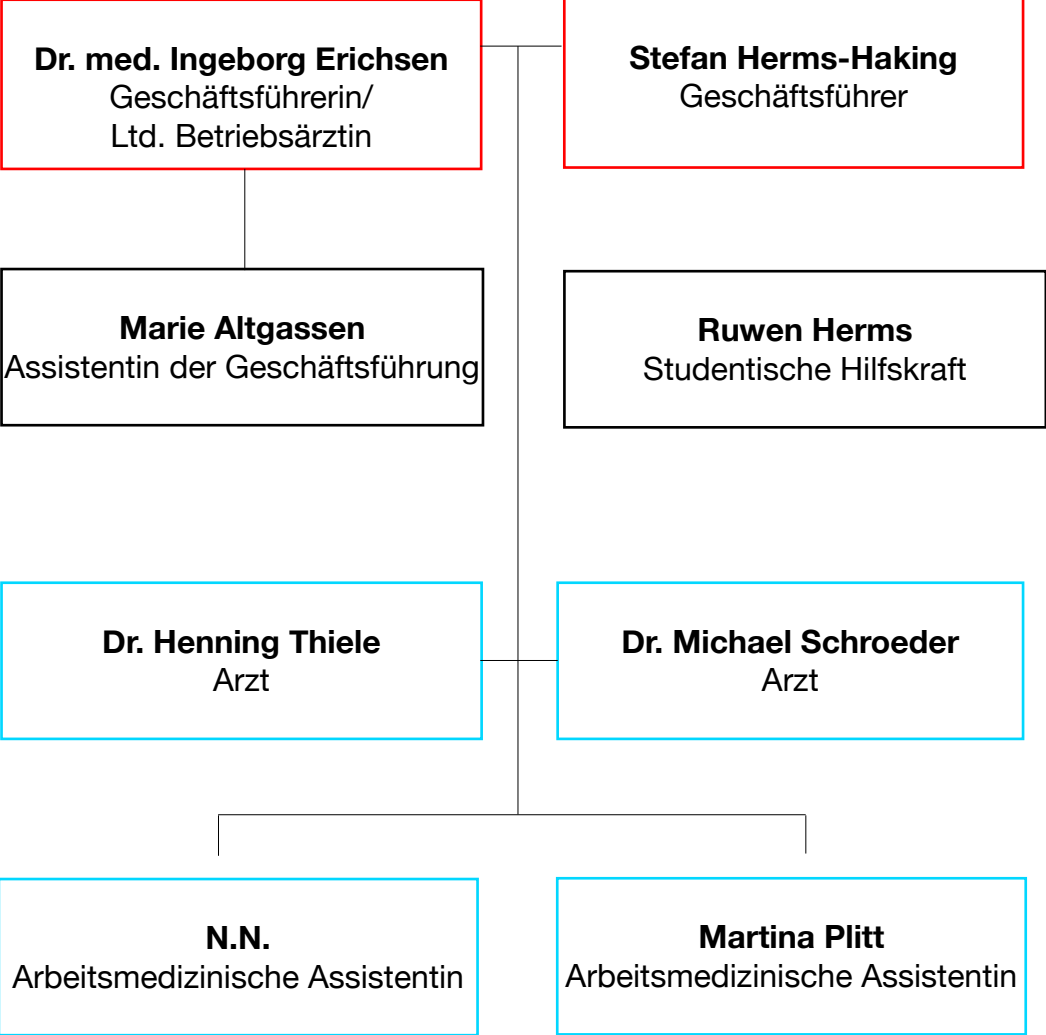 Dr. med. Ingeborg Erichsen
Geschäftsführerin/
Ltd. Betriebsärztin
Stefan Herms-Haking
Geschäftsführer
Marie Altgassen
Assistentin der Geschäftsführung
Ruwen Herms
Studentische Hilfskraft
Dr. Henning Thiele
Arzt
Dr. Michael Schroeder
Arzt
N.N.
Arbeitsmedizinische Assistentin
Martina Plitt
Arbeitsmedizinische Assistentin